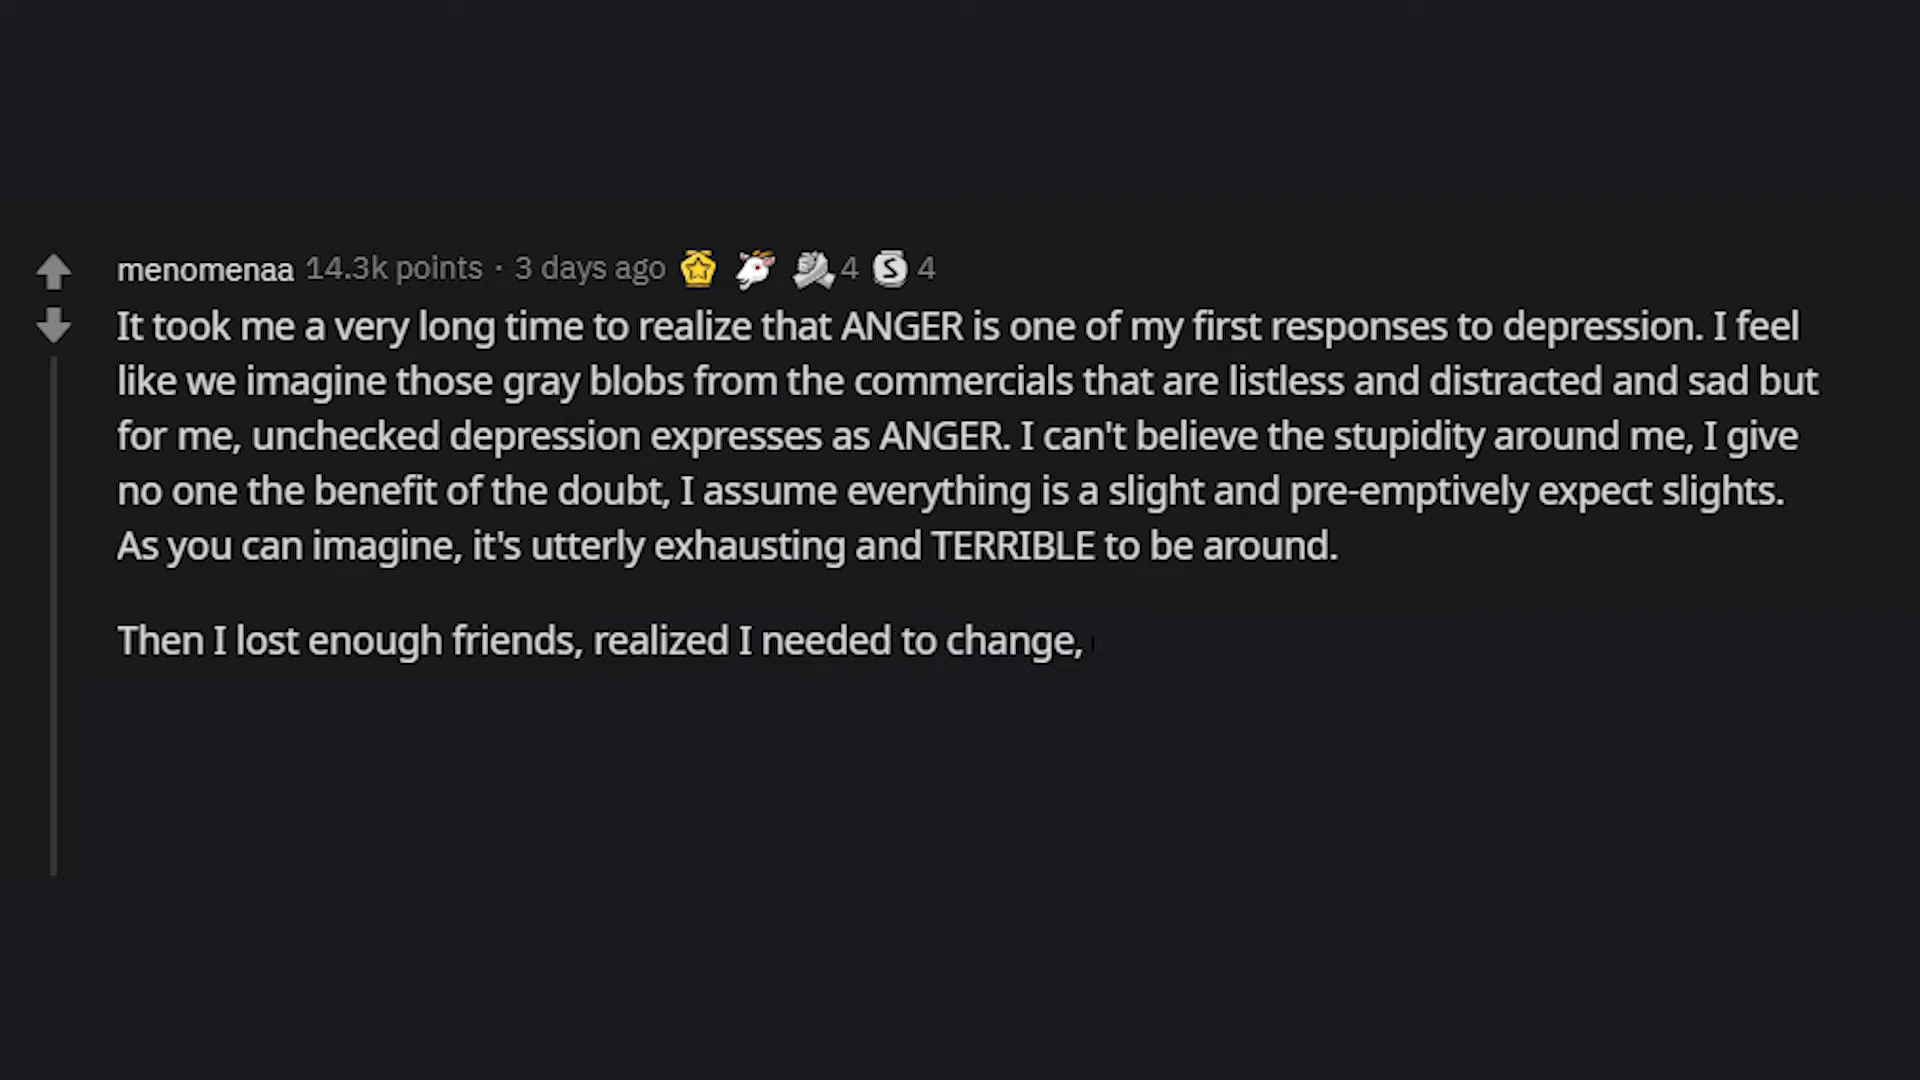 menomenaa 14.3k points · 3 days ago 4 S 4
It took me a very long time to realize that ANGER is one of my first responses to depression. I feel
like we imagine those gray blobs from the commercials that are listless and distracted and sad but
for me, unchecked depression expresses as ANGER. I can't believe the stupidity around me, I give
no one the benefit of the doubt, I assume everything is a slight and pre-emptively expect slights.
As you can imagine, it's utterly exhausting and TERRIBLE to be around.
Then I lost enough friends, realized I needed to change,